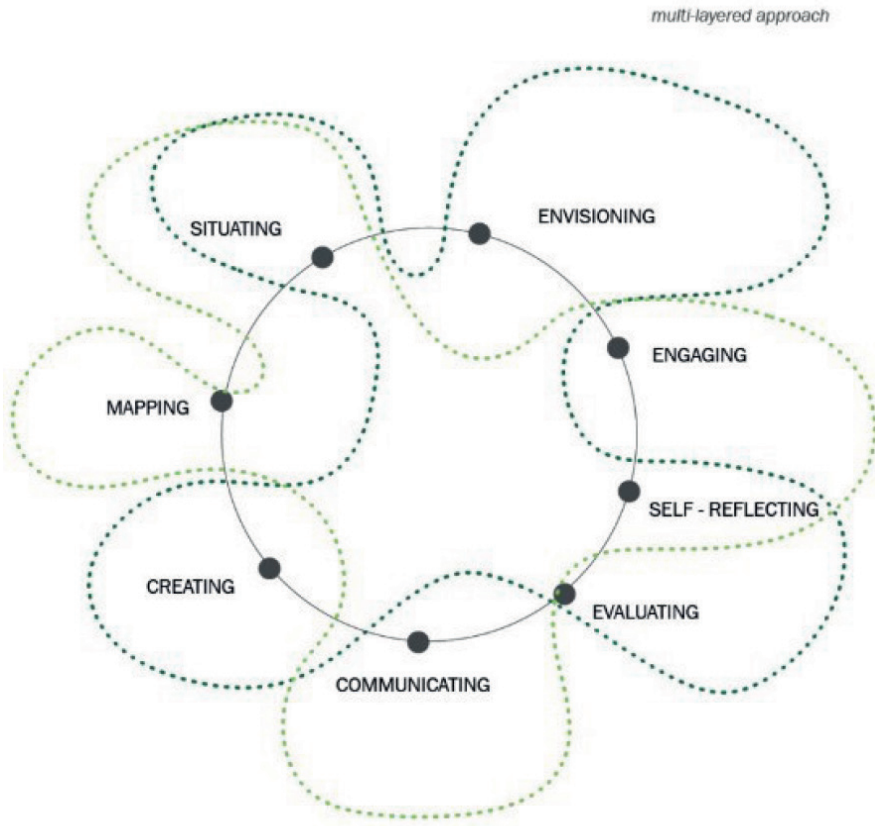 multi-layered approach
ENVISIONING
SITUATING
ENGAGING
MAPPING
SELF - REFLECTING
CREATING
EVALUATING
COMMUNICATING